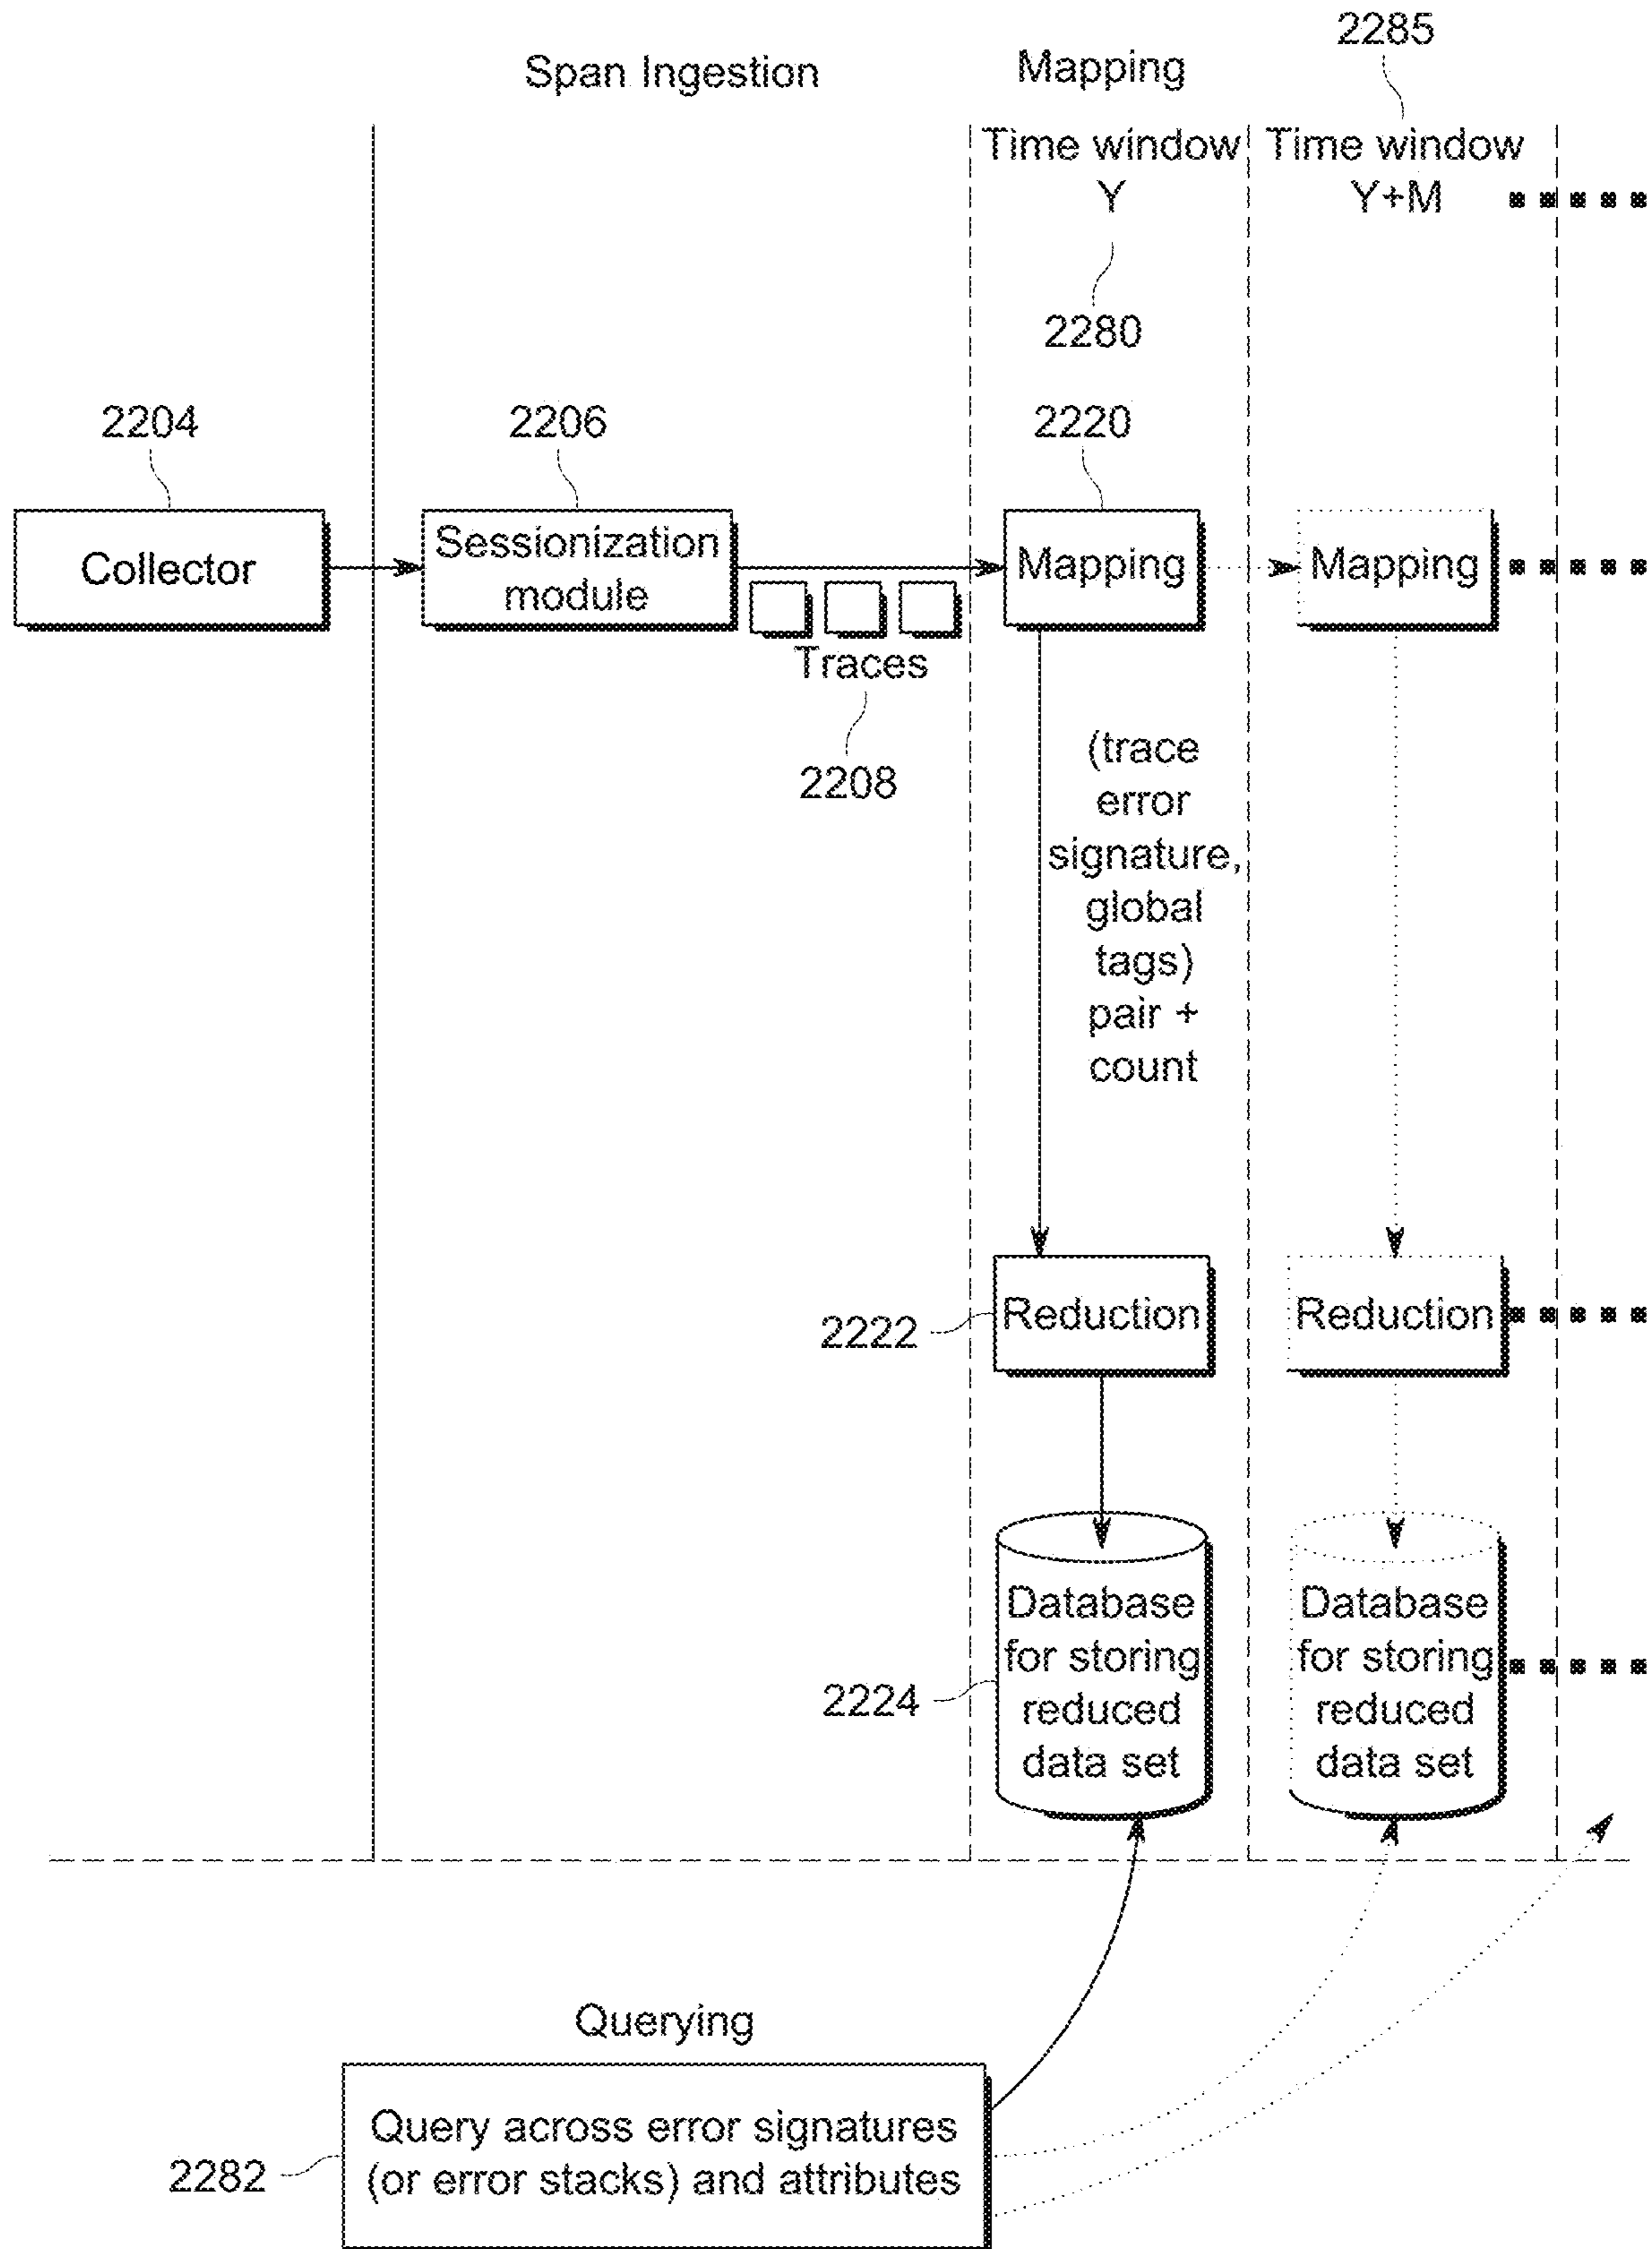 2285
Span Ingestion
Mapping
Time window
Y
Time window
Y+M
2280
2204
2206
2220
Collector
Sessionization
module
Mapping
Mapping
Traces
2208
(trace
error
signature,
global
tags)
pair +
count
2222
Reduction
Reduction
2224
Database
for storing
reduced
data set
Database
for storing
reduced
data set
Querying
2282
Query across error signatures
(or error stacks) and attributes